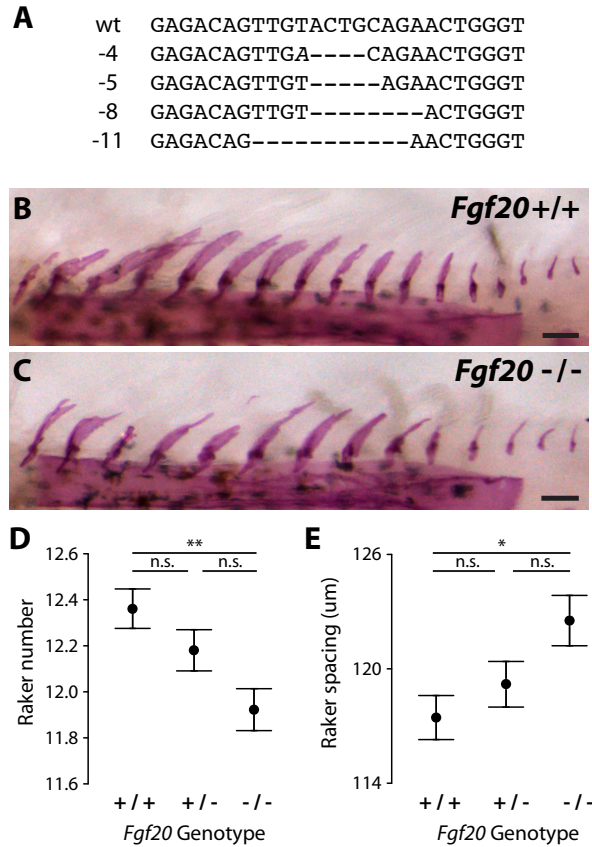 A
wt GAGACAGTTGTACTGCAGAACTGGGT
-4 GAGACAGTTGA----CAGAACTGGGT
-5 GAGACAGTTGT-----AGAACTGGGT
-8 GAGACAGTTGT--------ACTGGGT
-11 GAGACAG-----------AACTGGGT
B Fgf20+/+
C Fgf20 -/-
D
**
n.s. n.s.
12.6
12.4
12.2
12.0
11.8
11.6
Raker number
+/+ +/- -/-
Fgf20 Genotype
E
*
n.s. n.s.
126
120
114
Raker spacing (um)
+/+ +/- -/-
Fgf20 Genotype